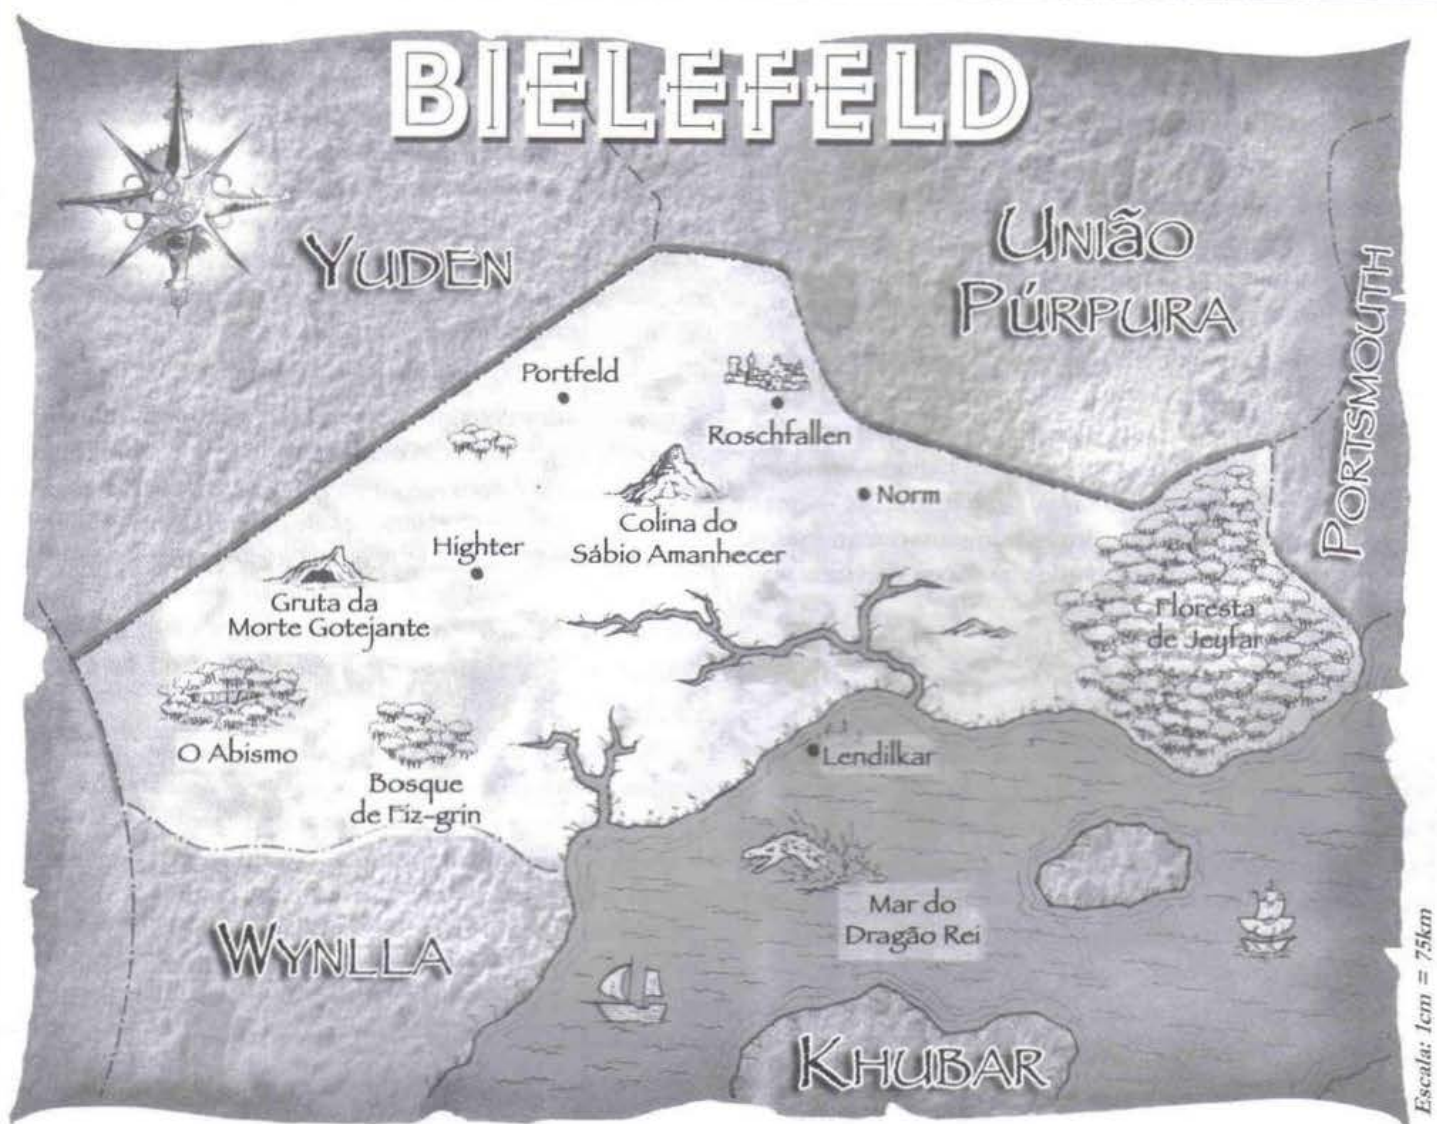 BIELEFELD
YUDEN
UNIÃO
PÚRPURA
PORTSMOUTH
Portfeld
Roschfallen
Norm
Colina do
Sábio Amanhecer
Highter
Gruta da
Morte Gotejante
Floresta
de Jeyfar
O Abismo
Bosque
de Fiz-grin
Lendilkar
Mar do
Dragão Rei
WYNLLA
KHUBAR
Escala: 1cm = 75km